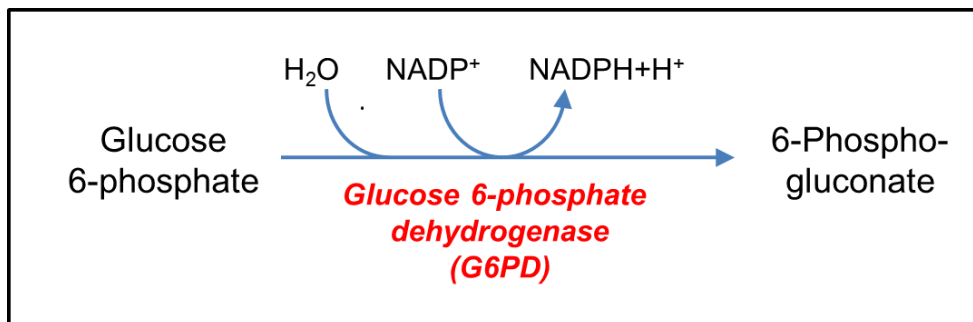 H₂O NADP⁺ NADPH+H⁺
Glucose
6-phosphate
6-Phospho-
gluconate
Glucose 6-phosphate
dehydrogenase
(G6PD)